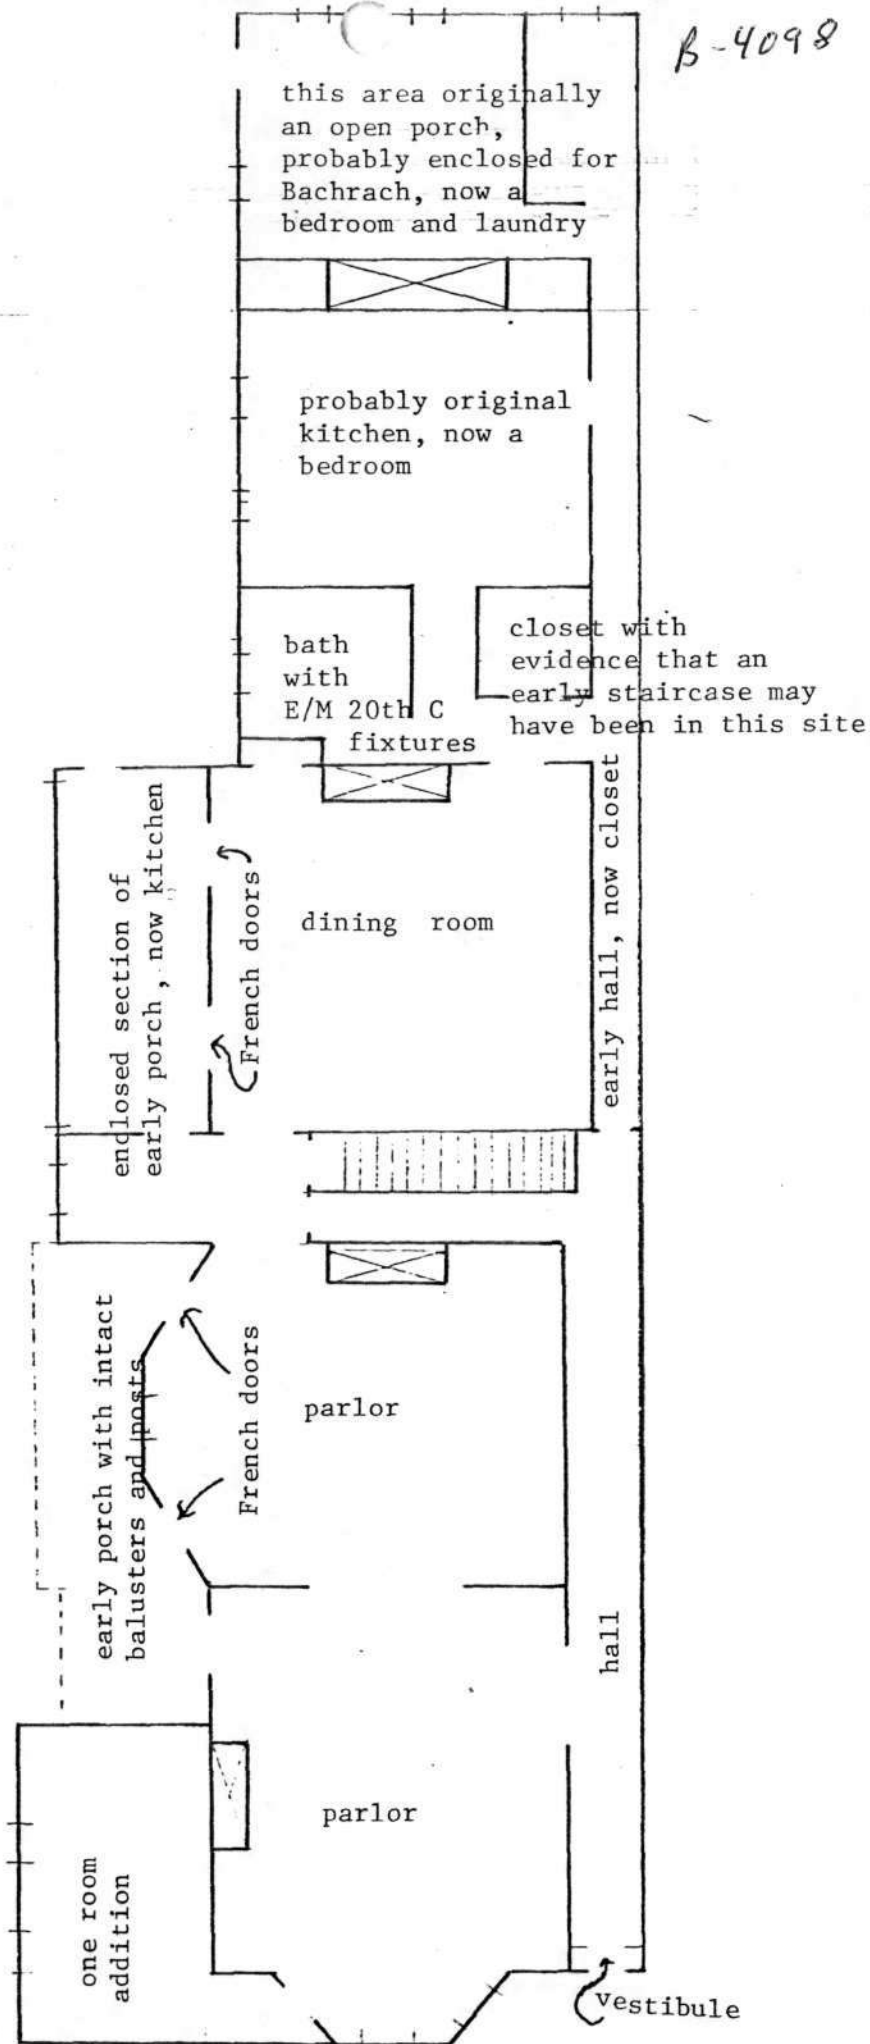 B-4098
this area originally
an open porch,
probably enclosed for
Bachrach, now a
bedroom and laundry
probably original
kitchen, now a
bedroom
bath
with
E/M 20th C
fixtures
closet with
evidence that an
early staircase may
have been in this site
enclosed section of
early porch, now kitchen
French doors
dining room
early hall, now closet
early porch with intact
balusters and posts
French doors
parlor
hall
parlor
one room
addition
vestibule